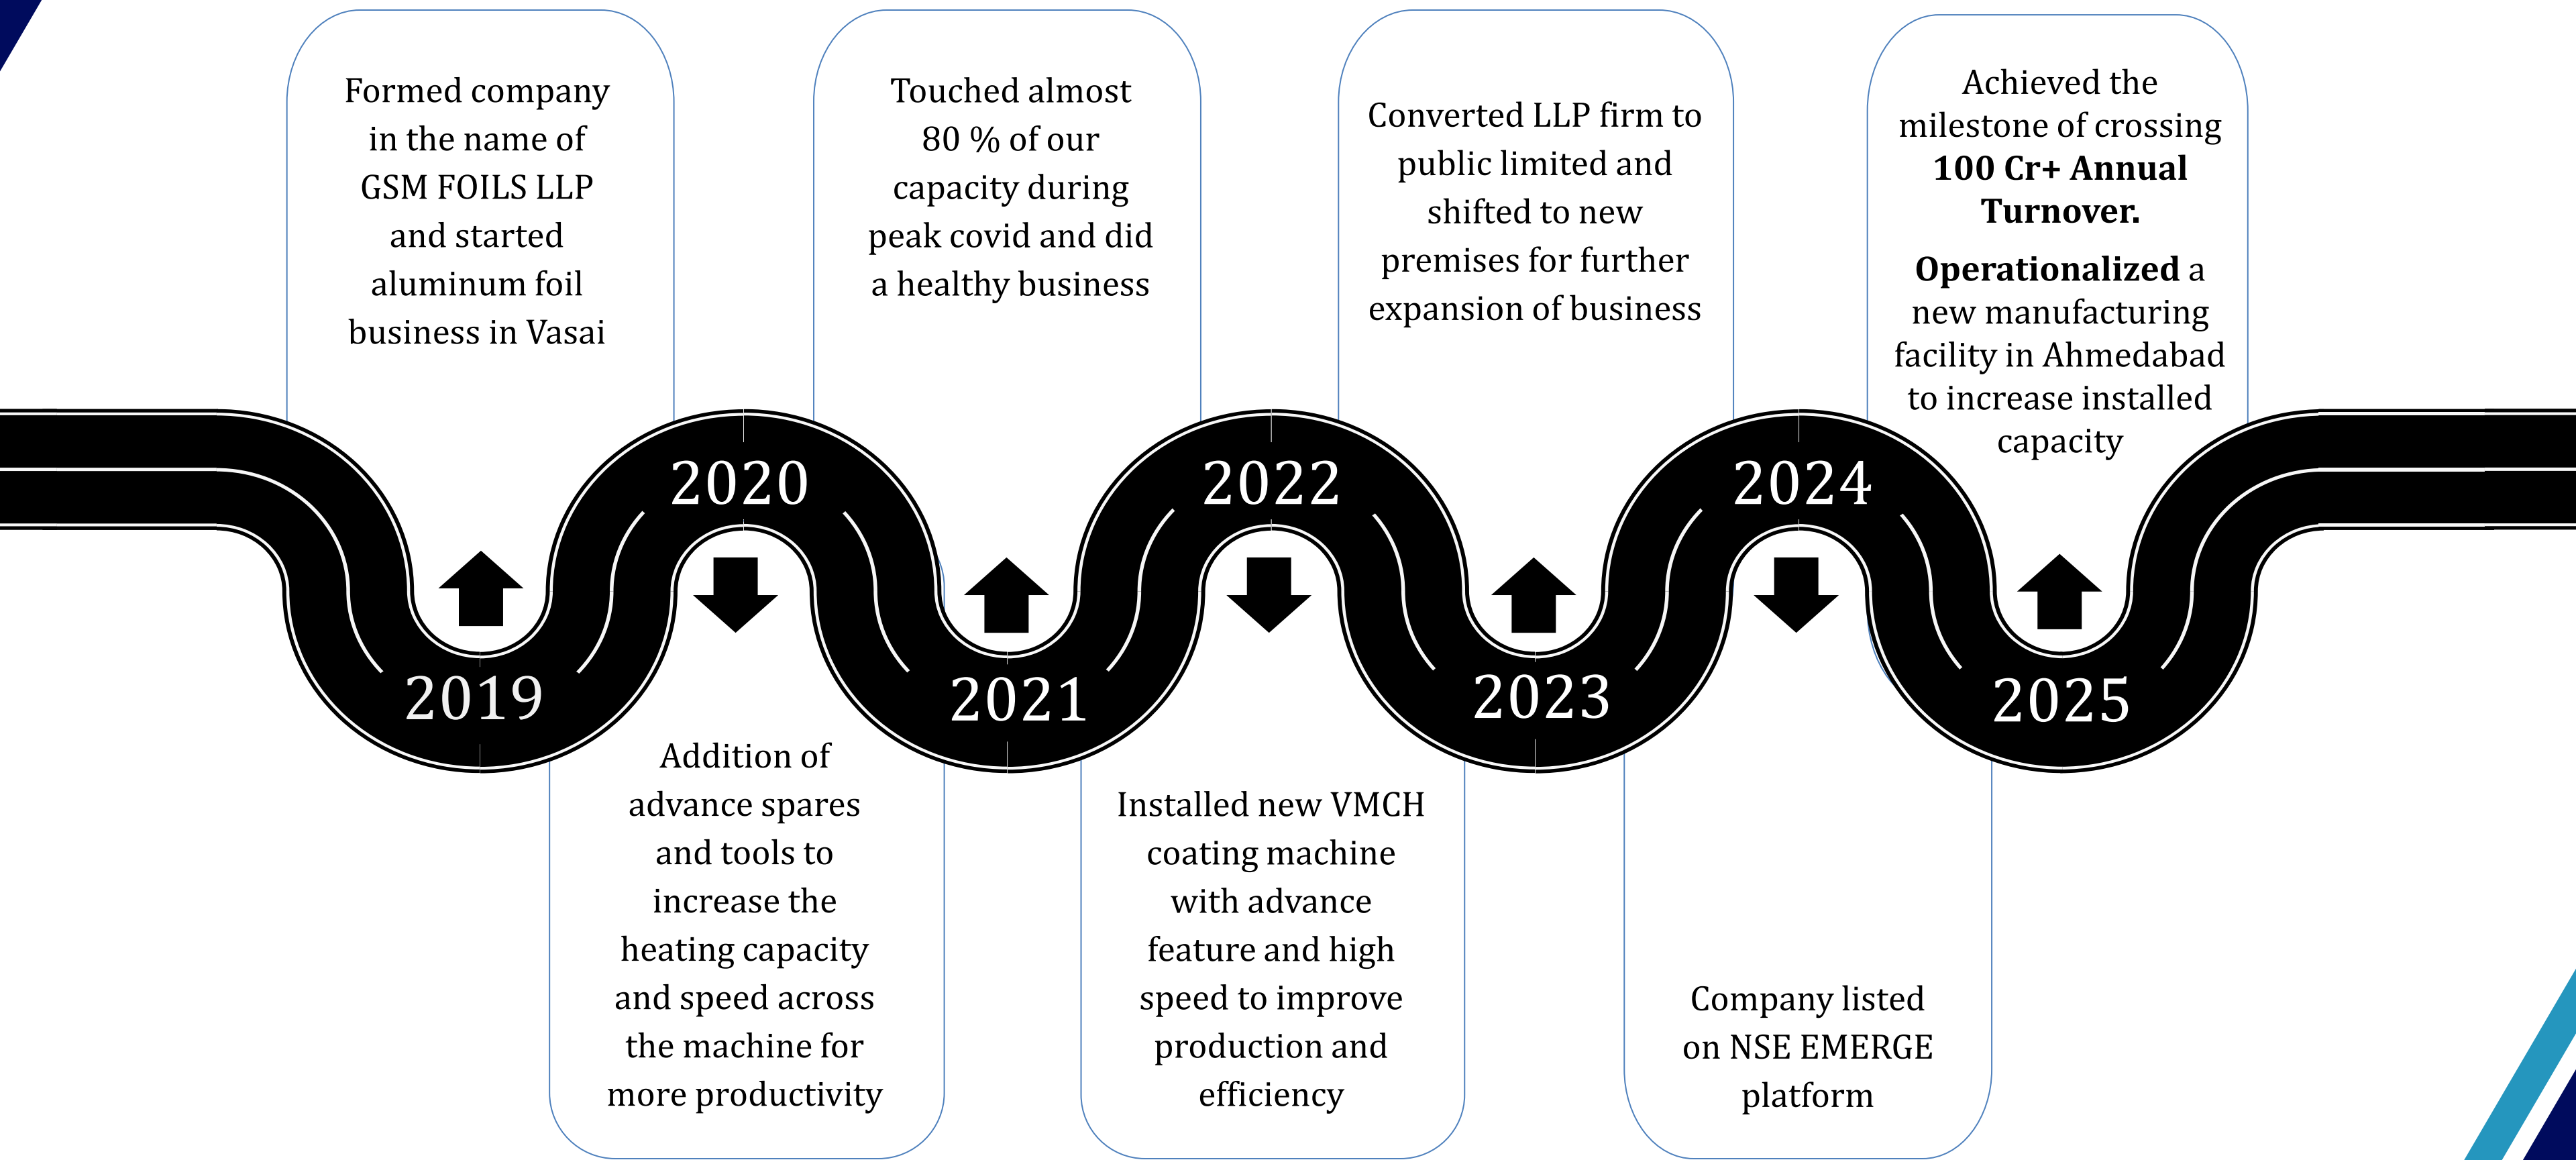 Formed company
in the name of
GSM FOILS LLP
and started
aluminum foil
business in Vasai
2019
2020
Addition of
advance spares
and tools to
increase the
heating capacity
and speed across
the machine for
more productivity
Touched almost
80 % of our
capacity during
peak covid and did
a healthy business
2021
2022
Installed new VMCH
coating machine
with advance
feature and high
speed to improve
production and
efficiency
Converted LLP firm to
public limited and
shifted to new
premises for further
expansion of business
2023
2024
Company listed
on NSE EMERGE
platform
Achieved the
milestone of crossing
100 Cr+ Annual
Turnover.
Operationalized a
new manufacturing
facility in Ahmedabad
to increase installed
capacity
2025